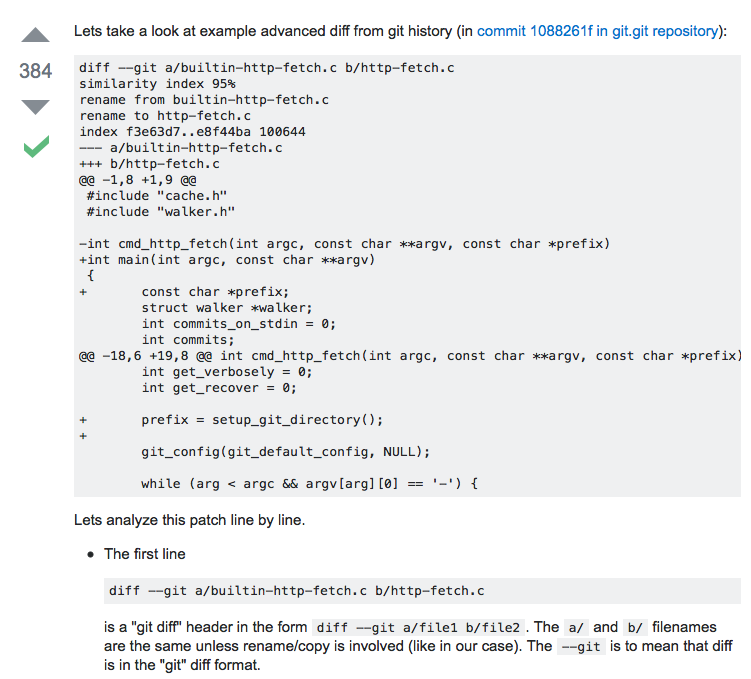 Lets take a look at example advanced diff from git history (in commit 1088261f in git.git repository):
384
diff --git a/builtin-http-fetch.c b/http-fetch.c
similarity index 95%
rename from builtin-http-fetch.c
rename to http-fetch.c
index f3e63d7..e8f44ba 100644
--- a/builtin-http-fetch.c
+++ b/http-fetch.c
@@ -1,8 +1,9 @@
 #include "cache.h"
 #include "walker.h"

-int cmd_http_fetch(int argc, const char **argv, const char *prefix)
+int main(int argc, const char **argv)
 {
+       const char *prefix;
        struct walker *walker;
        int commits_on_stdin = 0;
        int commits;
@@ -18,6 +19,8 @@ int cmd_http_fetch(int argc, const char **argv, const char *prefix)
        int get_verbosely = 0;
        int get_recover = 0;

+       prefix = setup_git_directory();
+
        git_config(git_default_config, NULL);

        while (arg < argc && argv[arg][0] == '-') {
Lets analyze this patch line by line.
• The first line
diff --git a/builtin-http-fetch.c b/http-fetch.c
is a "git diff" header in the form diff --git a/file1 b/file2 . The a/ and b/ filenames
are the same unless rename/copy is involved (like in our case). The --git is to mean that diff
is in the "git" diff format.